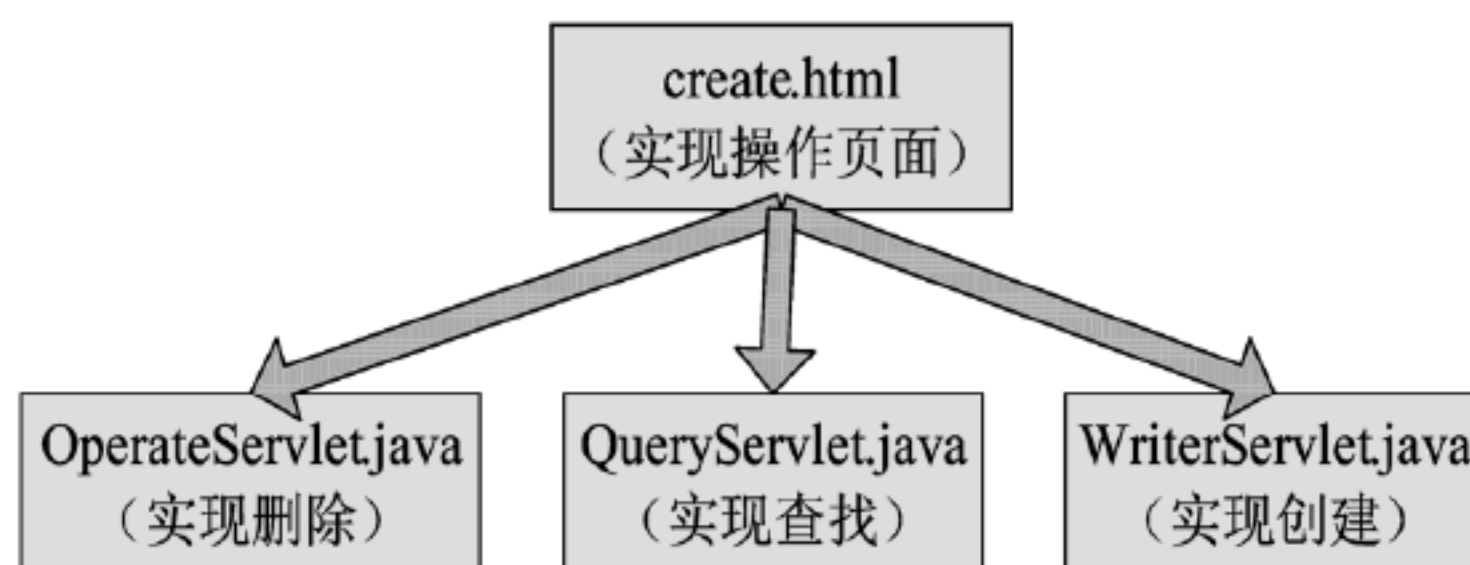 create.html
（实现操作页面）
OperateServlet.java
（实现删除）
QueryServlet.java
（实现查找）
WriterServlet.java
（实现创建）